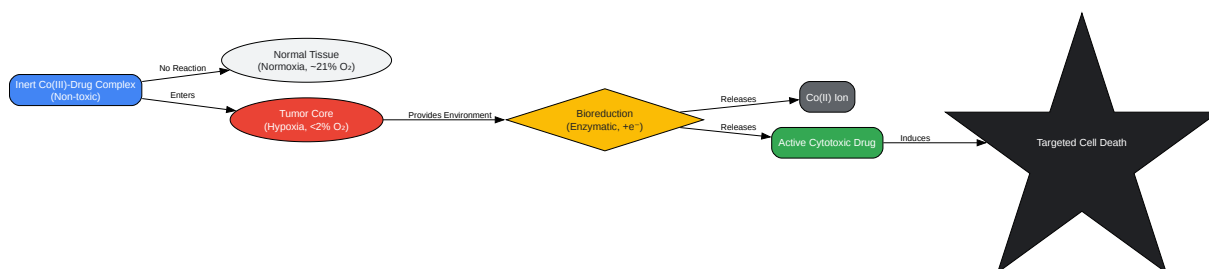 Inert Co(III)-Drug Complex
(Non-toxic)
No Reaction
Enters
Normal Tissue
(Normoxia, ~21% O₂)
Tumor Core
(Hypoxia, <2% O₂)
Provides Environment
Bioreduction
(Enzymatic, +e⁻)
Releases
Releases
Co(II) Ion
Active Cytotoxic Drug
Induces
Targeted Cell Death